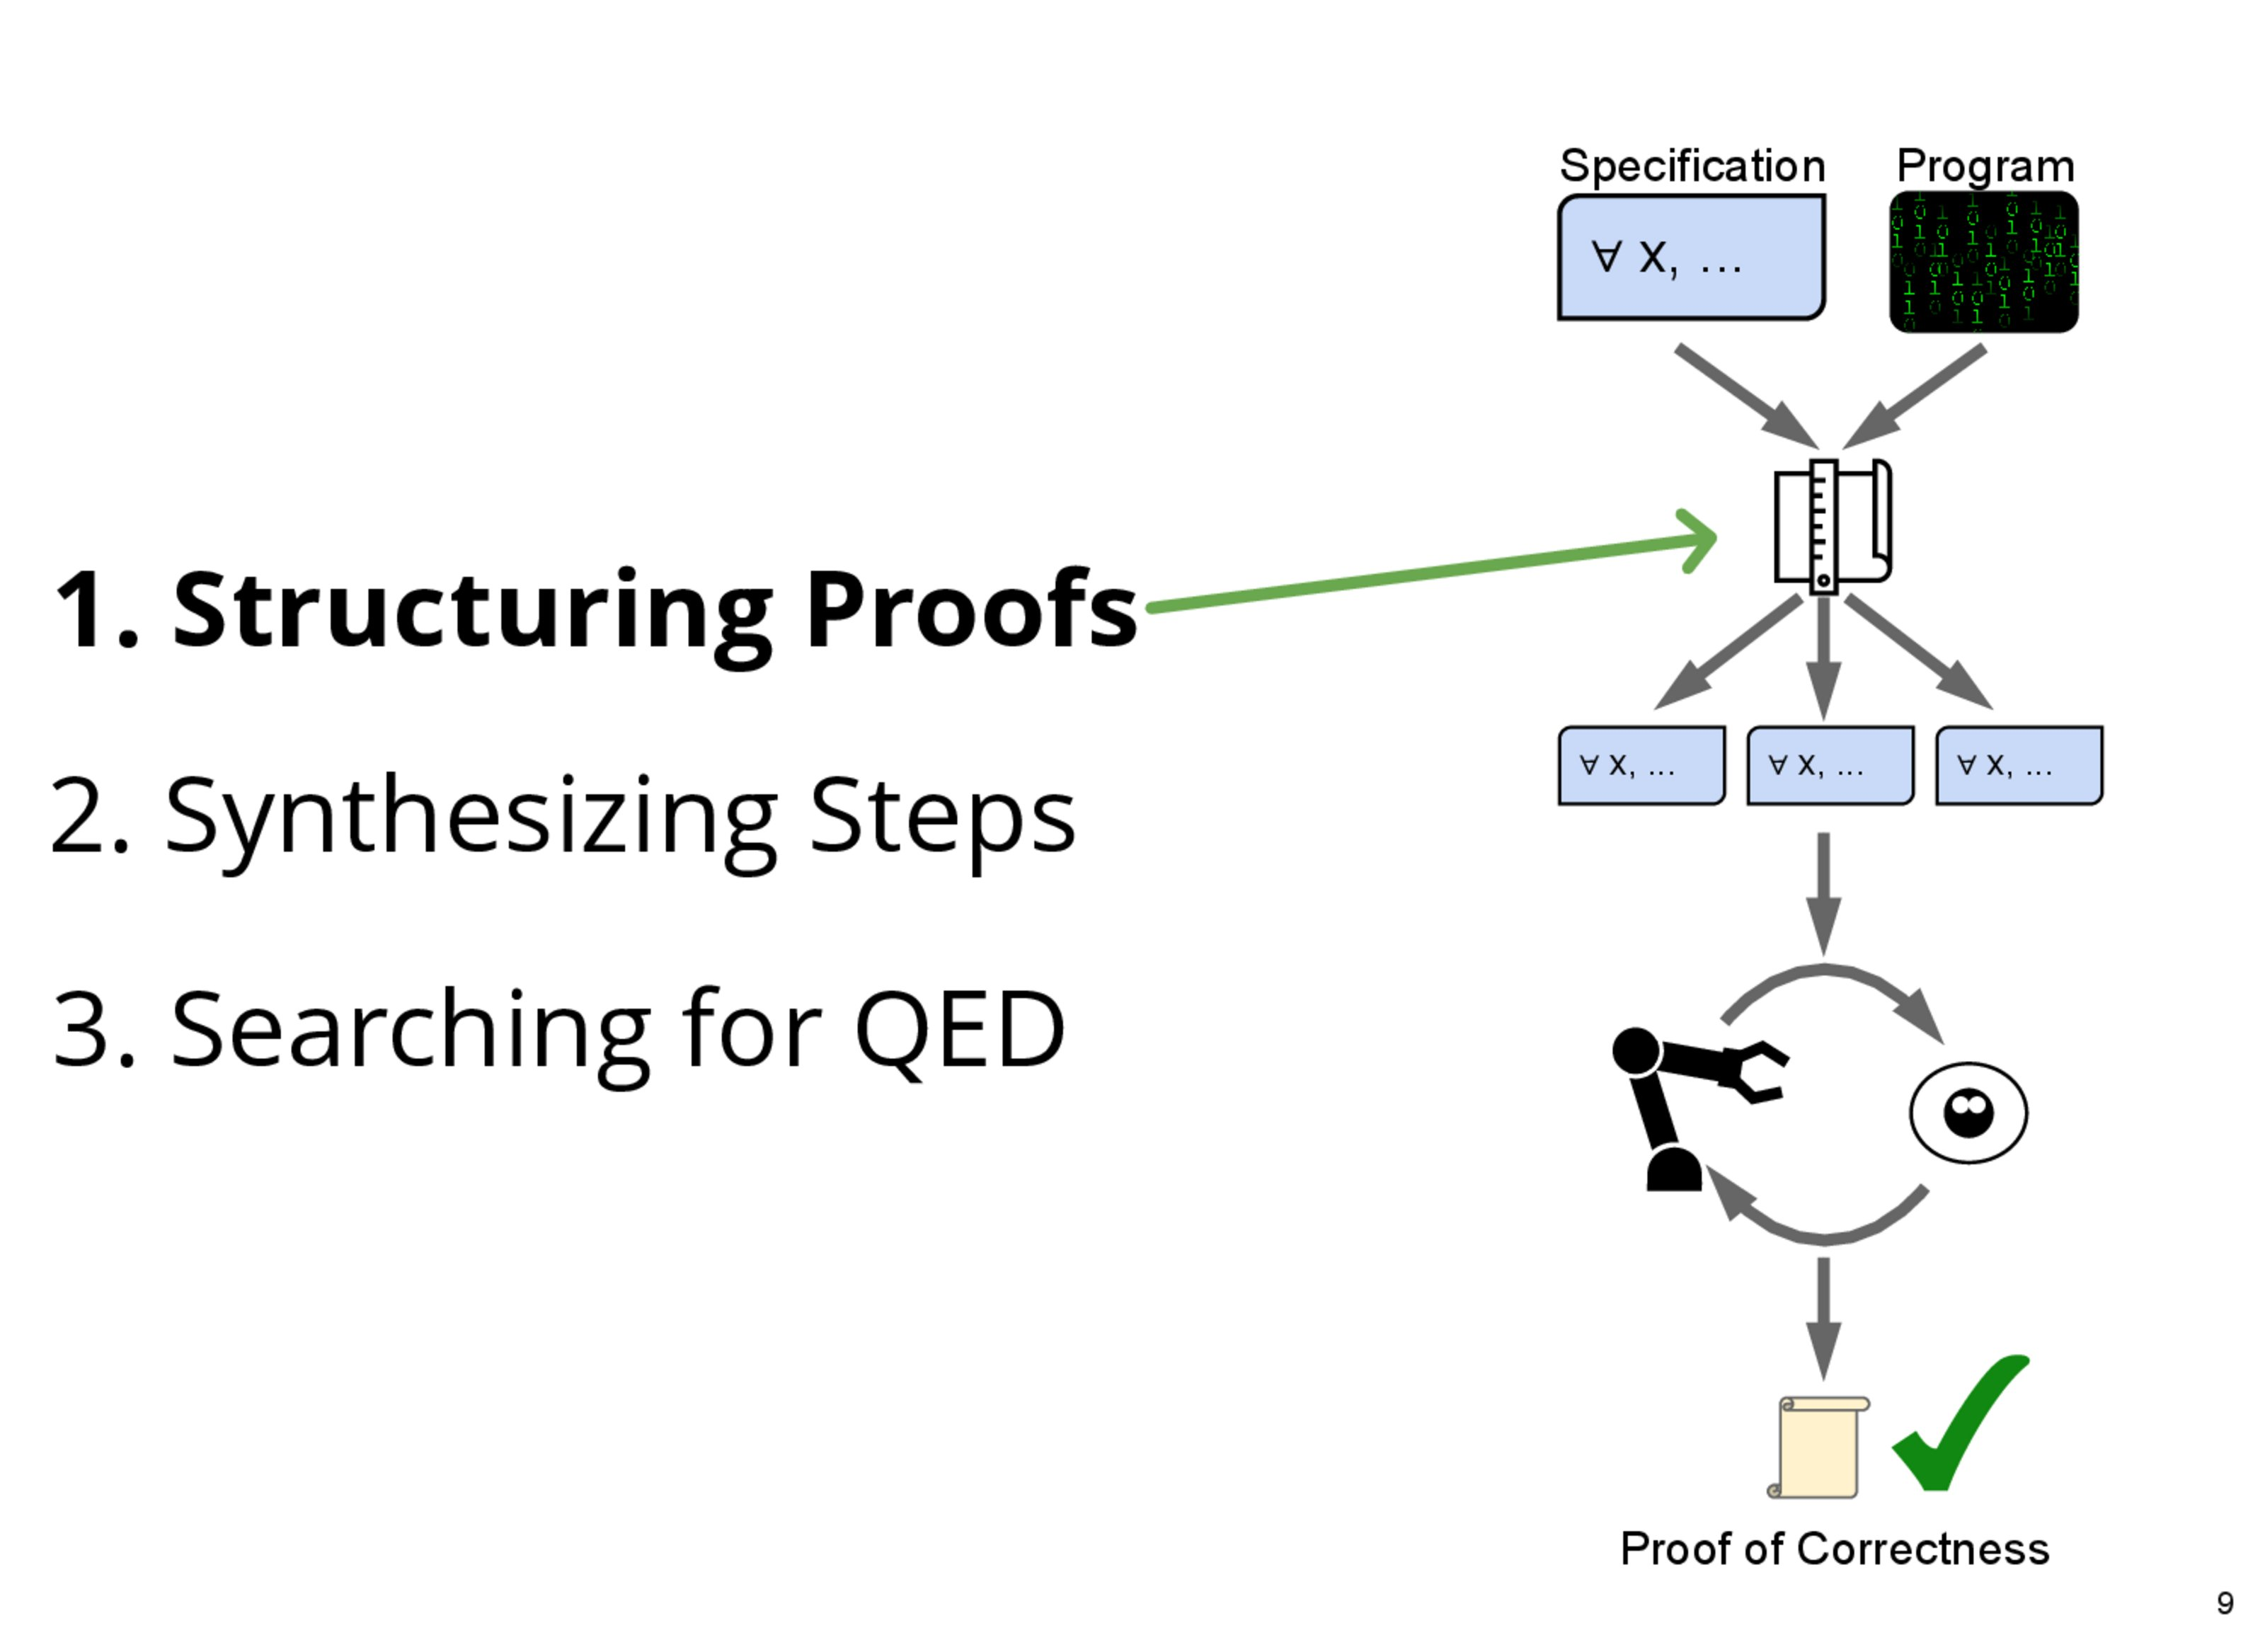 Specification Program
∀ x, ...
1. Structuring Proofs
∀ x, ... ∀ x, ... ∀ x, ...
2. Synthesizing Steps
3. Searching for QED
Proof of Correctness
9